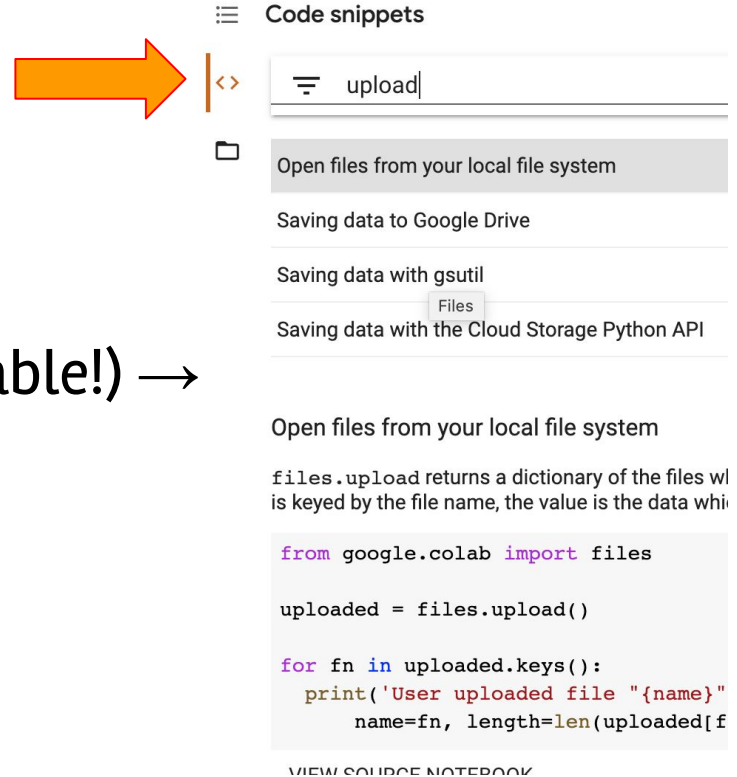 Code snippets
upload
Open files from your local file system
Saving data to Google Drive
Saving data with gsutil
Files
Saving data with the Cloud Storage Python API
able!) →
Open files from your local file system
files.upload returns a dictionary of the files
is keyed by the file name, the value is the data
from google.colab import files
uploaded = files.upload()
for fn in uploaded.keys():
print('User uploaded file "{name}"
name=fn, length=len(uploaded[f
VIEW SOURCE NOTEBOOK